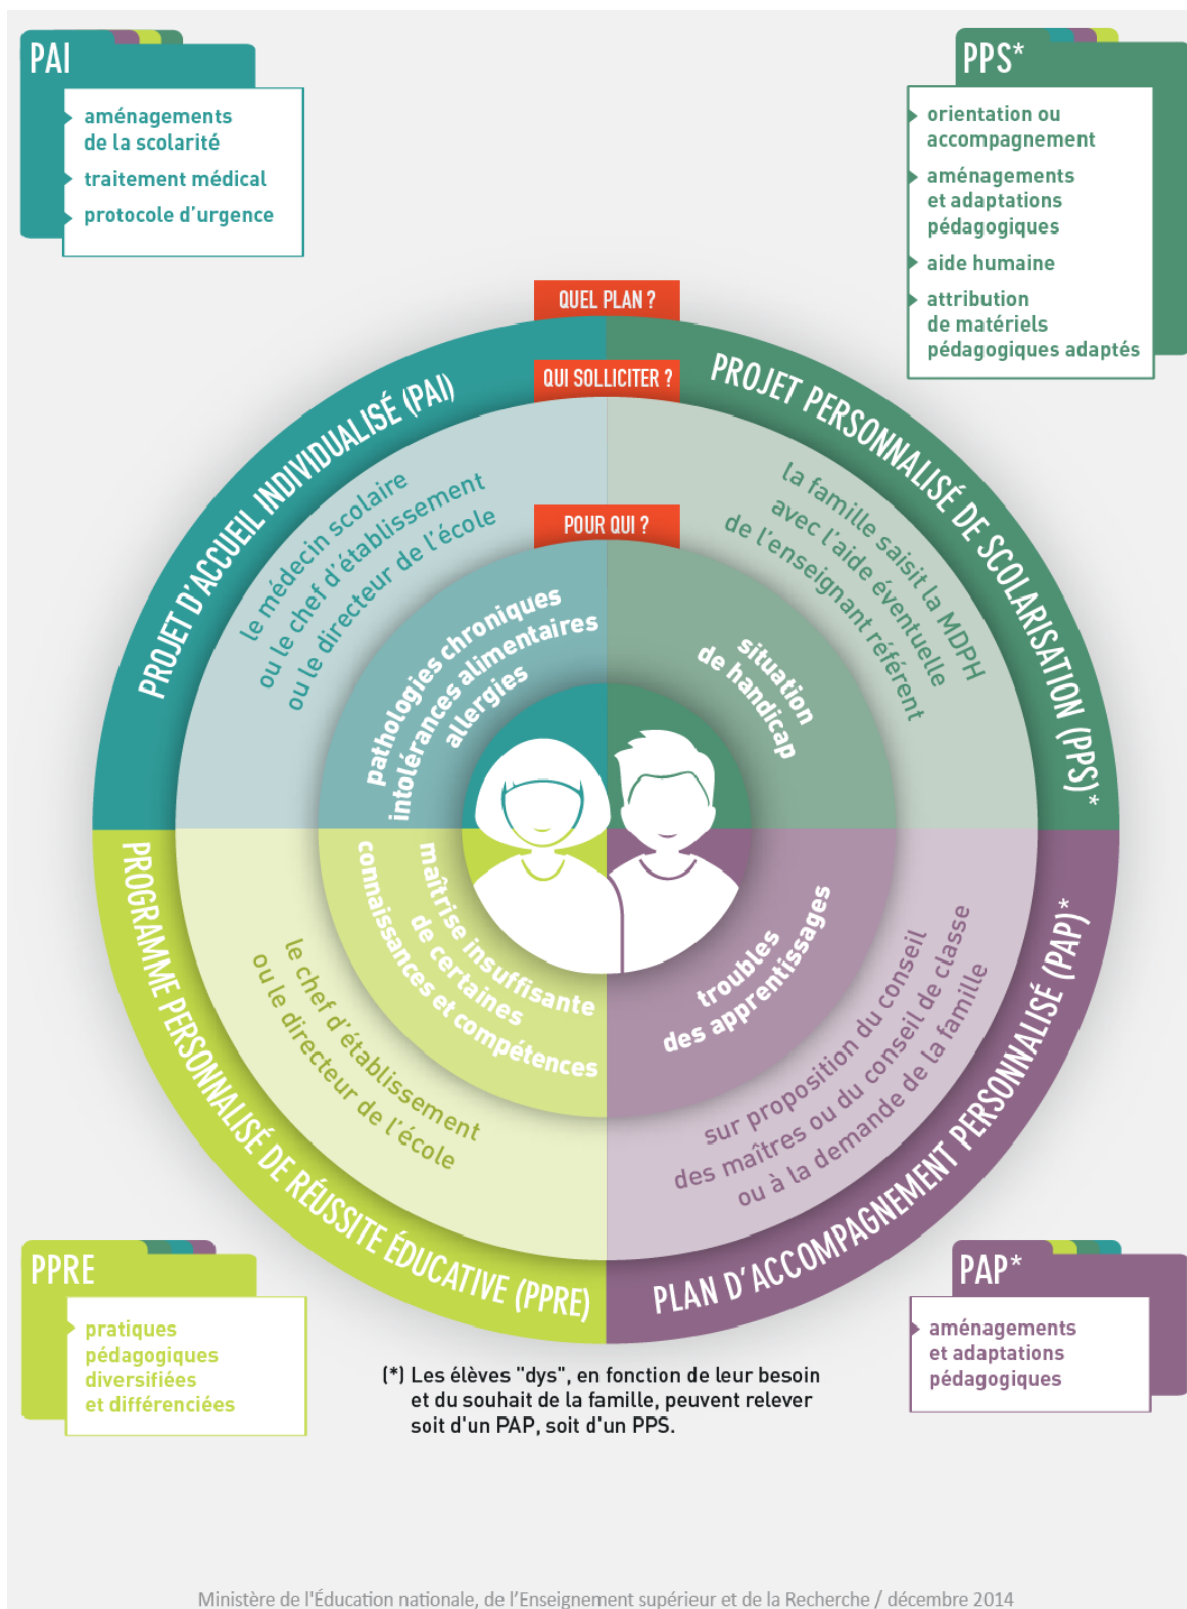 PAI
aménagements
de la scolarité
traitement médical
protocole d'urgence
PPS*
orientation ou
accompagnement
aménagements
et adaptations
pédagogiques
aide humaine
attribution
de matériels
pédagogiques adaptés
QUEL PLAN ?
QUI SOLLICITER ?
POUR QUI ?
PROJET D'ACCUEIL INDIVIDUALISÉ (PAI)
le médecin scolaire
ou le chef d'établissement
ou le directeur de l'école
pathologies chroniques
intolérances alimentaires
allergies
PROJET PERSONNALISÉ DE SCOLARISATION (PPS)*
la famille saisit la MDPH
avec l'aide éventuelle
de l'enseignant référent
situation
de handicap
PROGRAMME PERSONNALISÉ DE RÉUSSITE ÉDUCATIVE (PPRE)
le chef d'établissement
ou le directeur de l'école
maîtrise insuffisante
de certaines
connaissances et compétences
PLAN D'ACCOMPAGNEMENT PERSONNALISÉ (PAP)*
sur proposition du conseil
des maîtres ou du conseil de classe
ou à la demande de la famille
troubles
des apprentissages
PPRE
pratiques
pédagogiques
diversifiées
et différenciées
PAP*
aménagements
et adaptations
pédagogiques
(*) Les élèves "dys", en fonction de leur besoin
et du souhait de la famille, peuvent relever
soit d'un PAP, soit d'un PPS.
Ministère de l'Éducation nationale, de l'Enseignement supérieur et de la Recherche / décembre 2014